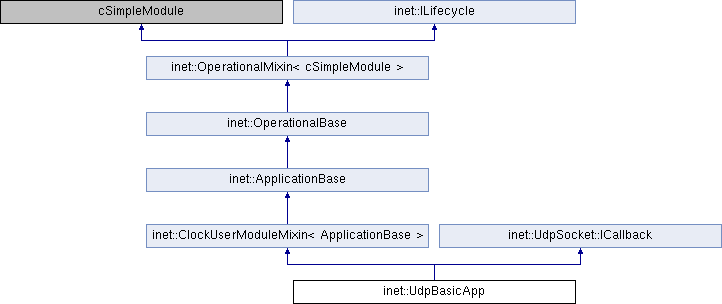 cSimpleModule
inet::ILifecycle
inet::OperationalMixin< cSimpleModule >
inet::OperationalBase
inet::ApplicationBase
inet::ClockUserModuleMixin< ApplicationBase >
inet::UdpSocket::ICallback
inet::UdpBasicApp